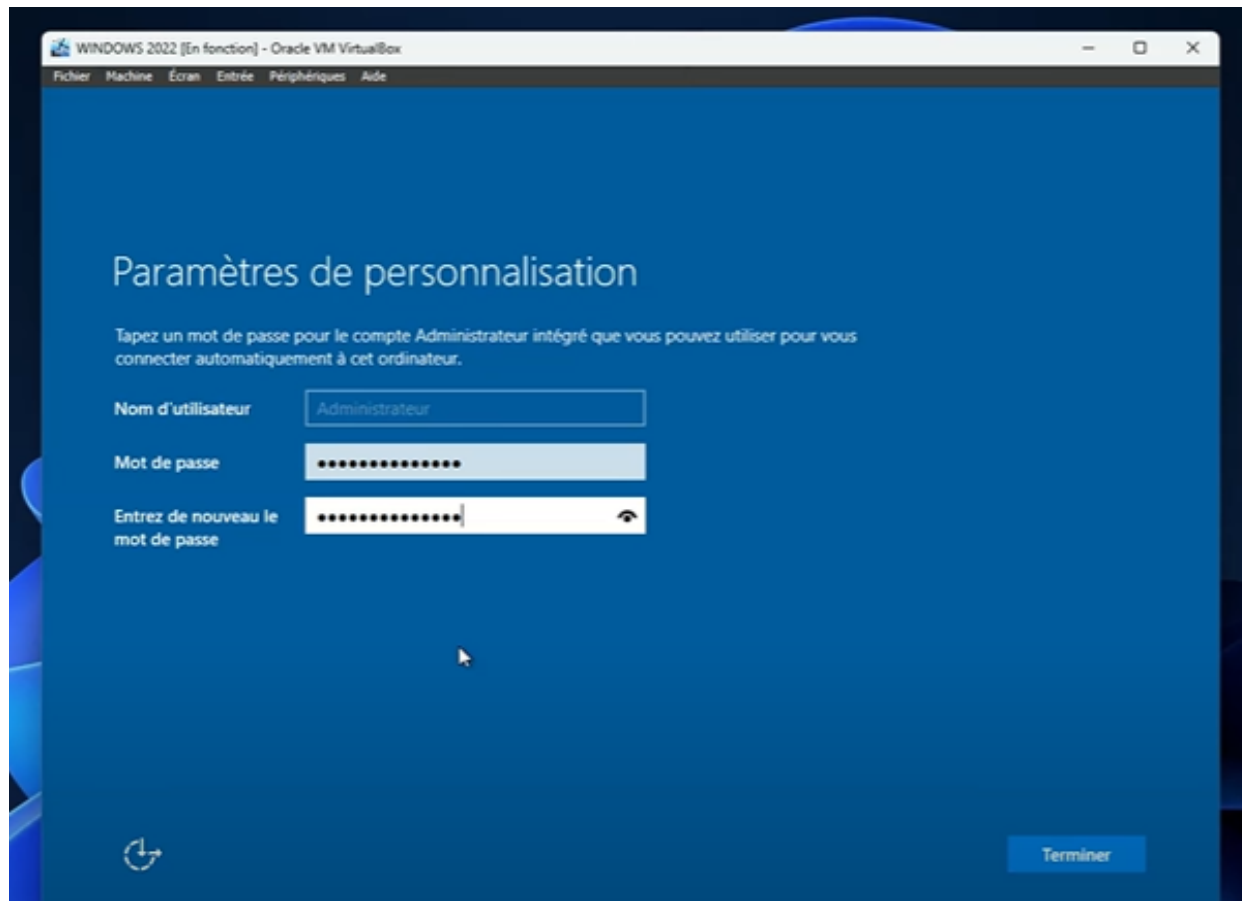 WINDOWS 2022 [En fonction] - Oracle VM VirtualBox
Fichier Machine Écran Entrée Périphériques Aide
Paramètres de personnalisation
Tapez un mot de passe pour le compte Administrateur intégré que vous pouvez utiliser pour vous
connecter automatiquement à cet ordinateur.
Nom d'utilisateur Administrateur
Mot de passe ••••••••••••••
Entrez de nouveau le ••••••••••••••
mot de passe
Terminer